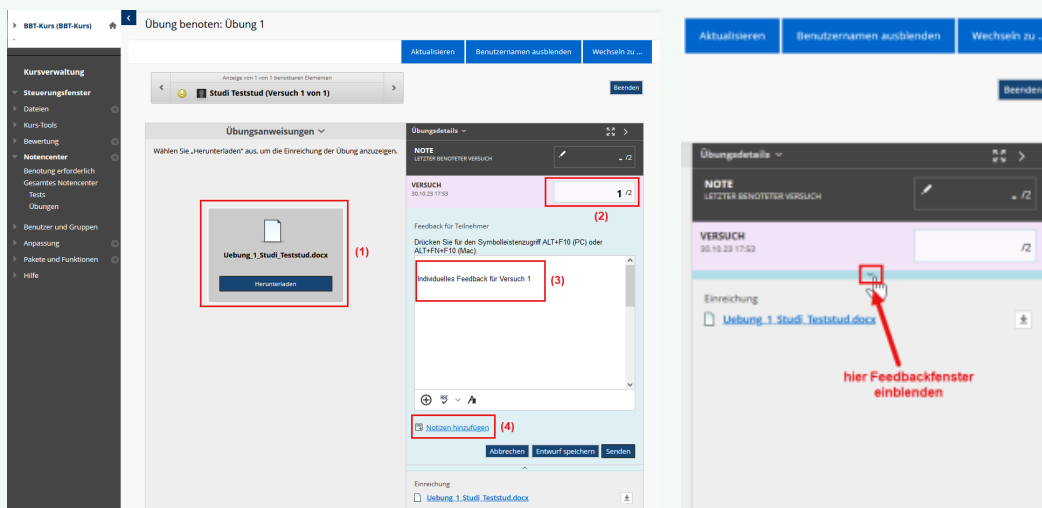 BBT-Kurs (BBT-Kurs)
Kursverwaltung
Steuerungsfenster
Dateien
Kurs-Tools
Bewertung
Notencenter
Benotung erforderlich
Gesamtes Notencenter
Tests
Übungen
Benutzer und Gruppen
Anpassung
Pakete und Funktionen
Hilfe
Übung benoten: Übung 1
Aktualisieren Benutzernamen ausblenden Wechseln zu ...
Anzeige von 1 von 1 benotbaren Elementen
Studi Teststud (Versuch 1 von 1)
Beenden
Übungsanweisungen
Wählen Sie „Herunterladen“ aus, um die Einreichung der Übung anzuzeigen.
Uebung_1_Studi_Teststud.docx
Herunterladen
(1)
Übungsdetails
NOTE
LETZTER BENOTETER VERSUCH
- /2
VERSUCH
30.10.23 17:53
1 /2
(2)
Feedback für Teilnehmer
Drücken Sie für den Symbolleistenzugriff ALT+F10 (PC) oder
ALT+FN+F10 (Mac).
Individuelles Feedback für Versuch 1
(3)
Notizen hinzufügen
(4)
Abbrechen Entwurf speichern Senden
Einreichung
Uebung_1_Studi_Teststud.docx
Aktualisieren Benutzernamen ausblenden Wechseln zu ..
Beenden
Übungsdetails
NOTE
LETZTER BENOTETER VERSUCH
- /2
VERSUCH
30.10.23 17:53
/2
Einreichung
Uebung_1_Studi_Teststud.docx
hier Feedbackfenster
einblenden